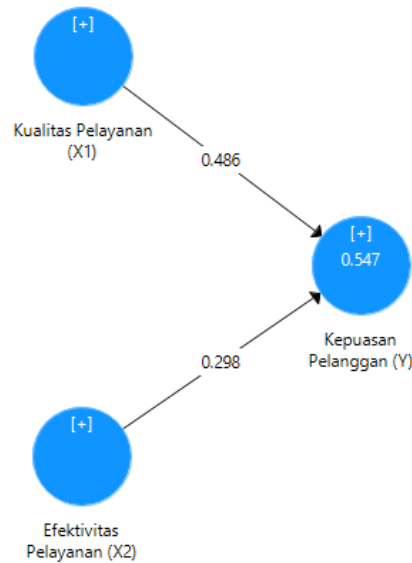 [+]
Kualitas Pelayanan
(X1)
0.486
[+]
0.547
Kepuasan
Pelanggan (Y)
0.298
[+]
Efektivitas
Pelayanan (X2)